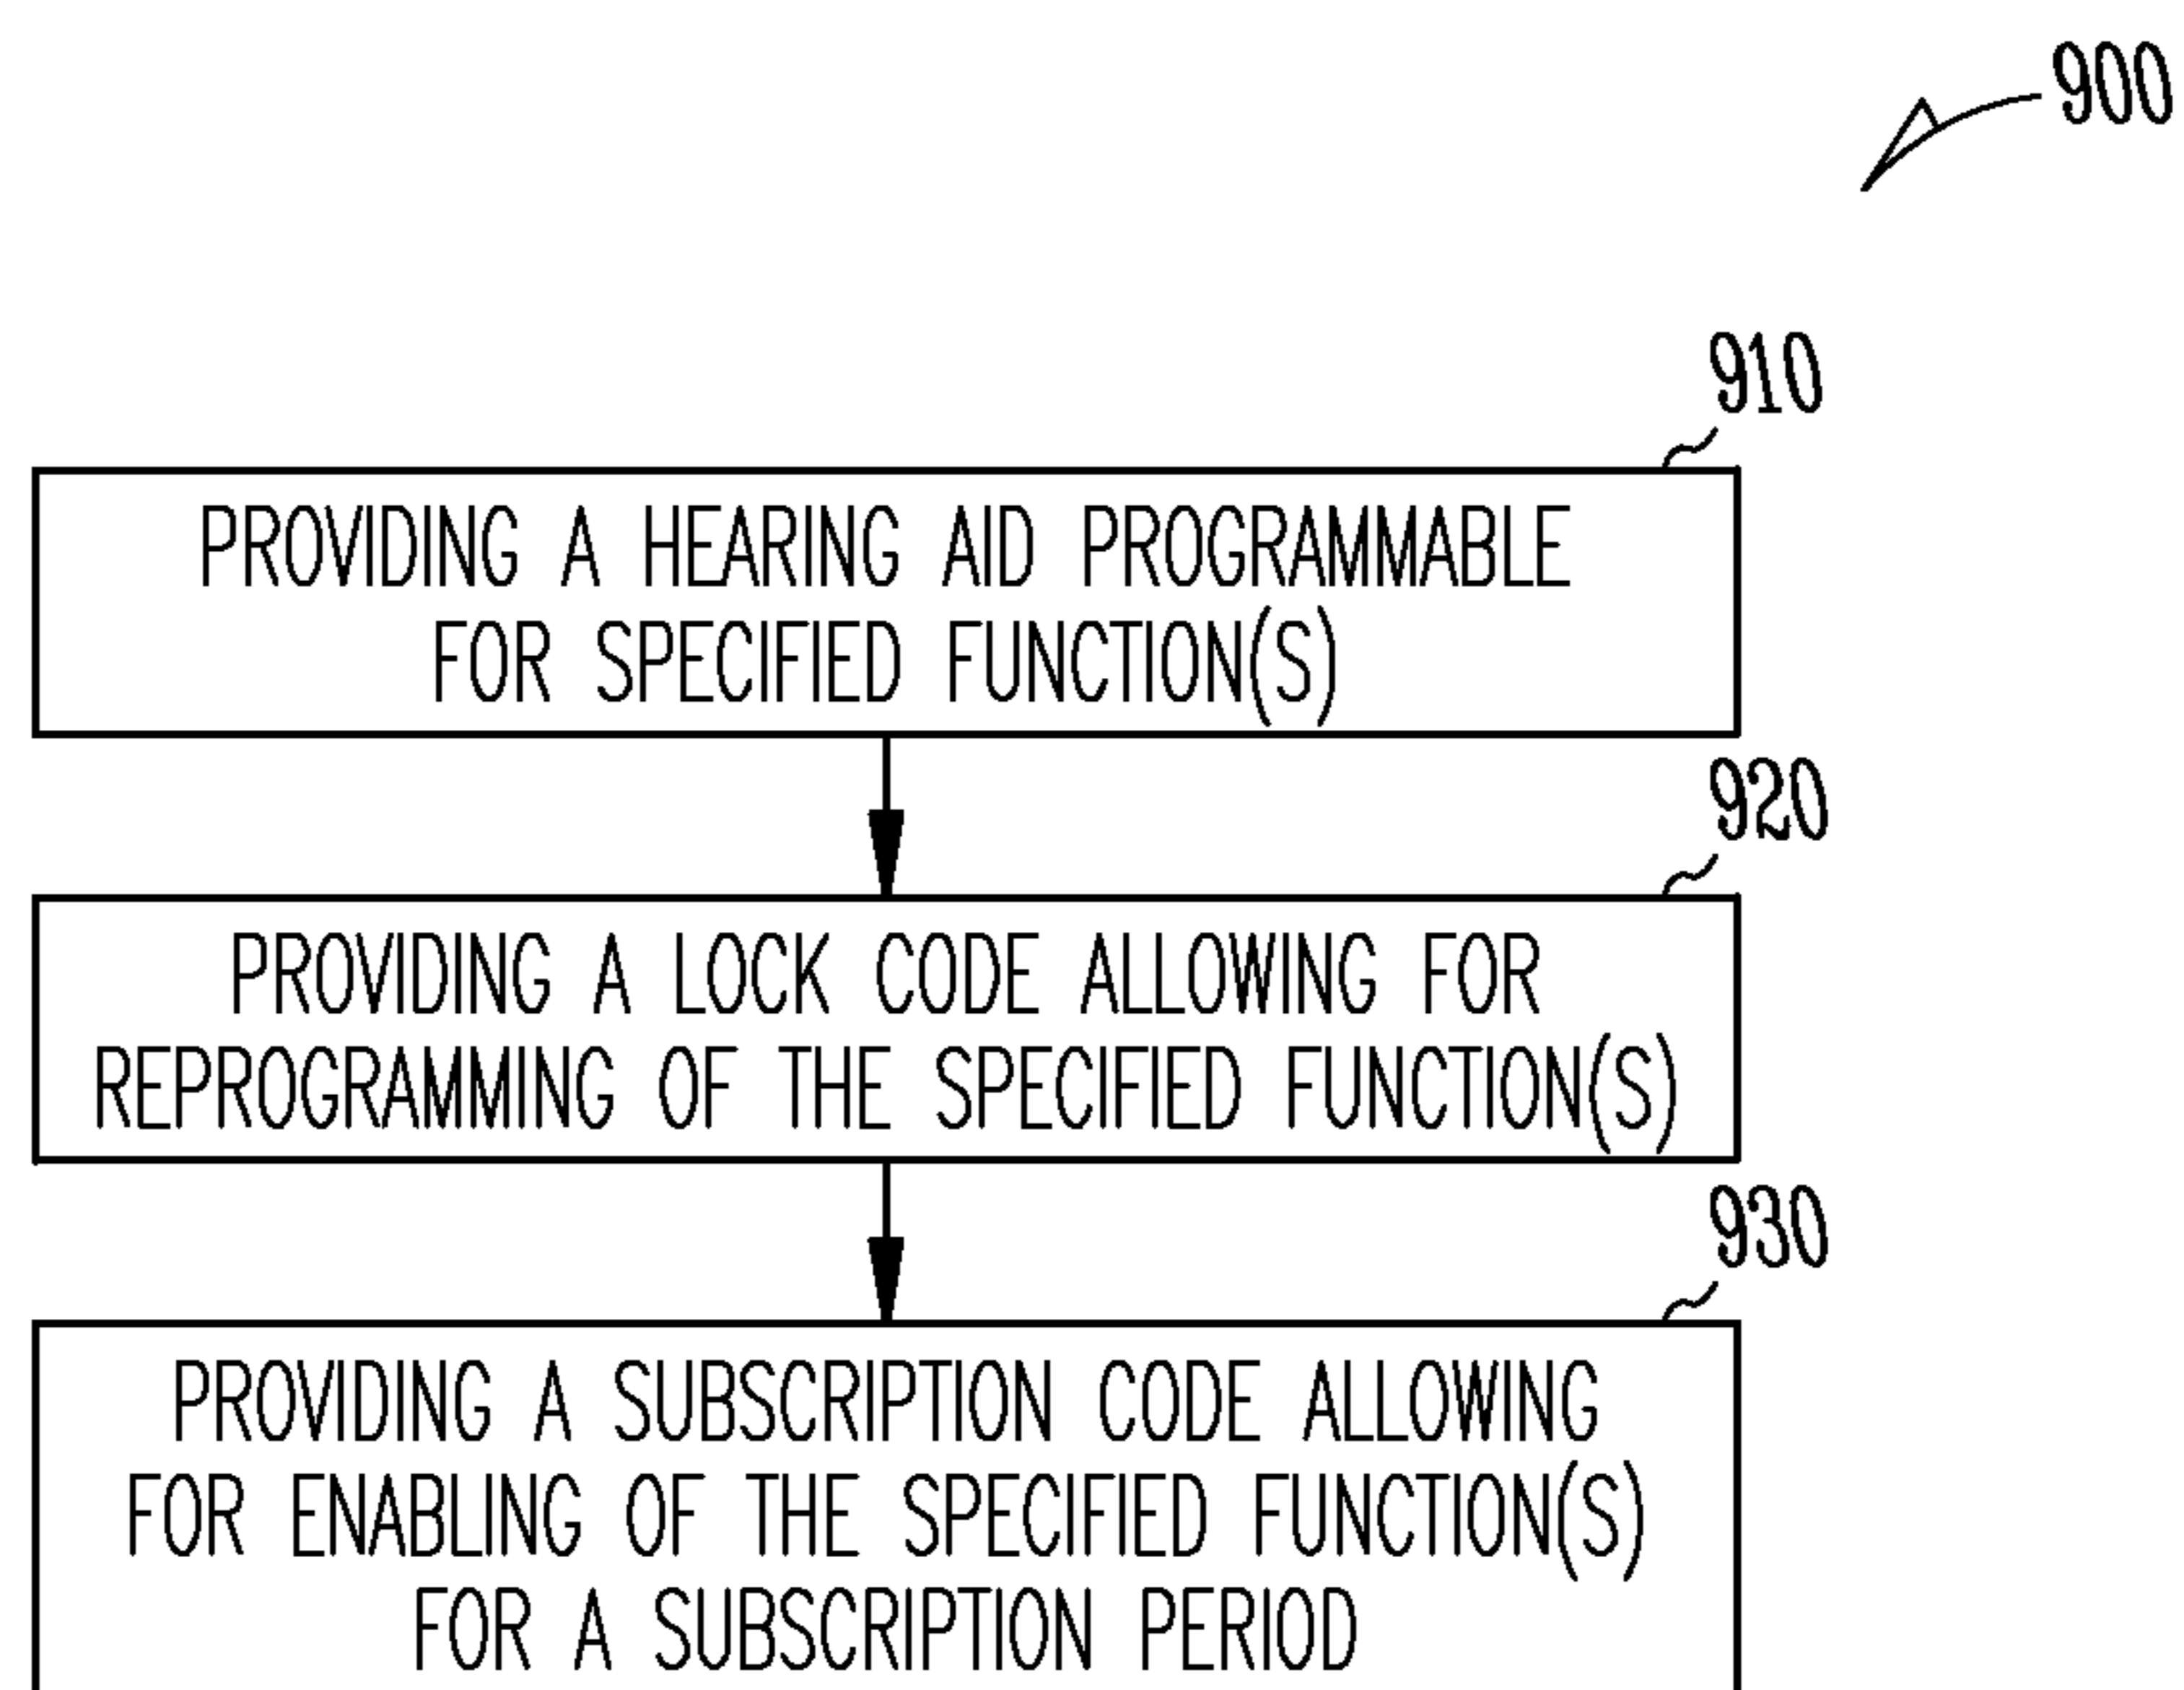 900
910
PROVIDING A HEARING AID PROGRAMMABLE
FOR SPECIFIED FUNCTION(S)
920
PROVIDING A LOCK CODE ALLOWING FOR
REPROGRAMMING OF THE SPECIFIED FUNCTION(S)
930
PROVIDING A SUBSCRIPTION CODE ALLOWING
FOR ENABLING OF THE SPECIFIED FUNCTION(S)
FOR A SUBSCRIPTION PERIOD